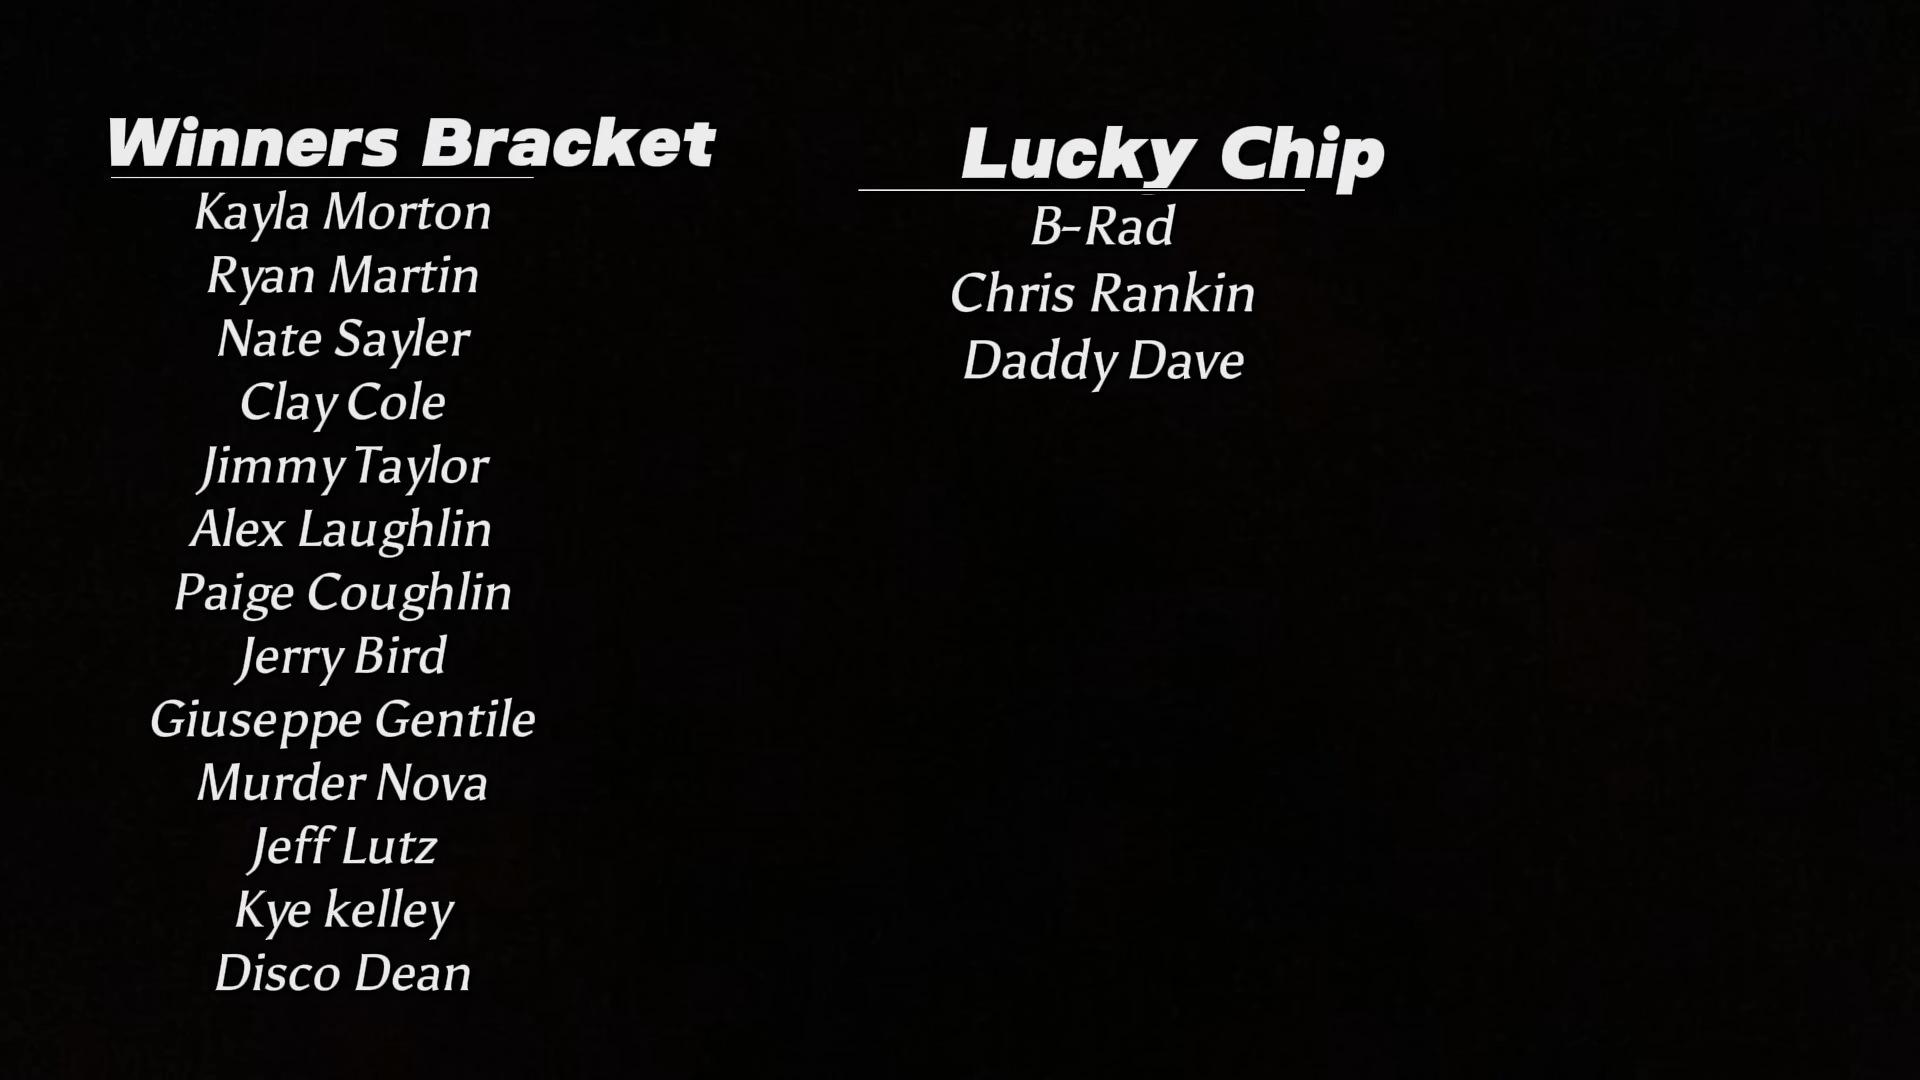 Winners Bracket
Kayla Morton
Ryan Martin
Nate Sayler
Clay Cole
Jimmy Taylor
Alex Laughlin
Paige Coughlin
Jerry Bird
Giuseppe Gentile
Murder Nova
Jeff Lutz
Kye kelley
Disco Dean
Lucky Chip
B-Rad
Chris Rankin
Daddy Dave